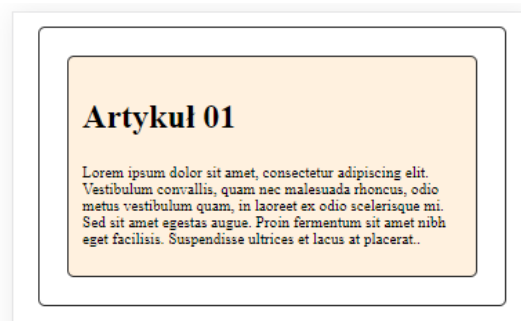 Artykuł 01
Lorem ipsum dolor sit amet, consectetur adipiscing elit.
Vestibulum convallis, quam nec malesuada rhoncus, odio
metus vestibulum quam, in laoreet ex odio scelerisque mi.
Sed sit amet egestas augue. Proin fermentum sit amet nibh
eget facilisis. Suspendisse ultrices et lacus at placerat..